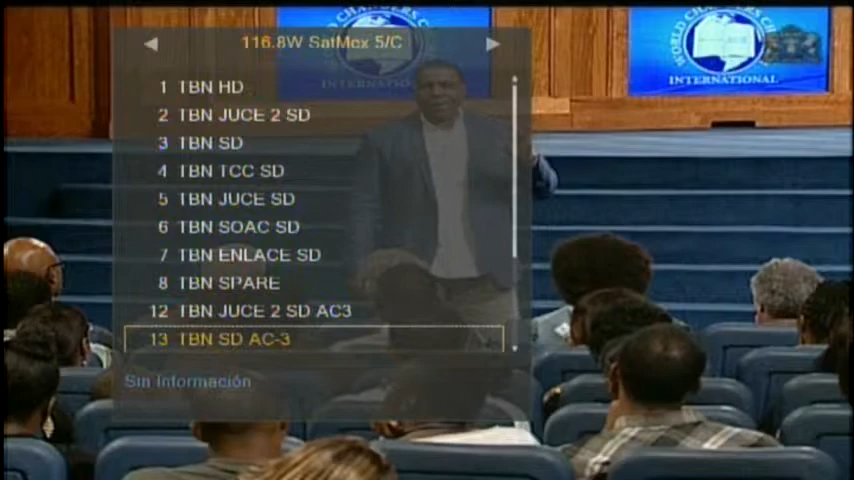 116.8W SatMex 5/C
1 TBN HD
2 TBN JUCE 2 SD
3 TBN SD
4 TBN TCC SD
5 TBN JUCE SD
6 TBN SOAC SD
7 TBN ENLACE SD
8 TBN SPARE
12 TBN JUCE 2 SD AC3
13 TBN SD AC-3
Sin Información
INTERNATIONAL
WORLD CHANGERS CH
INTERNATIONAL